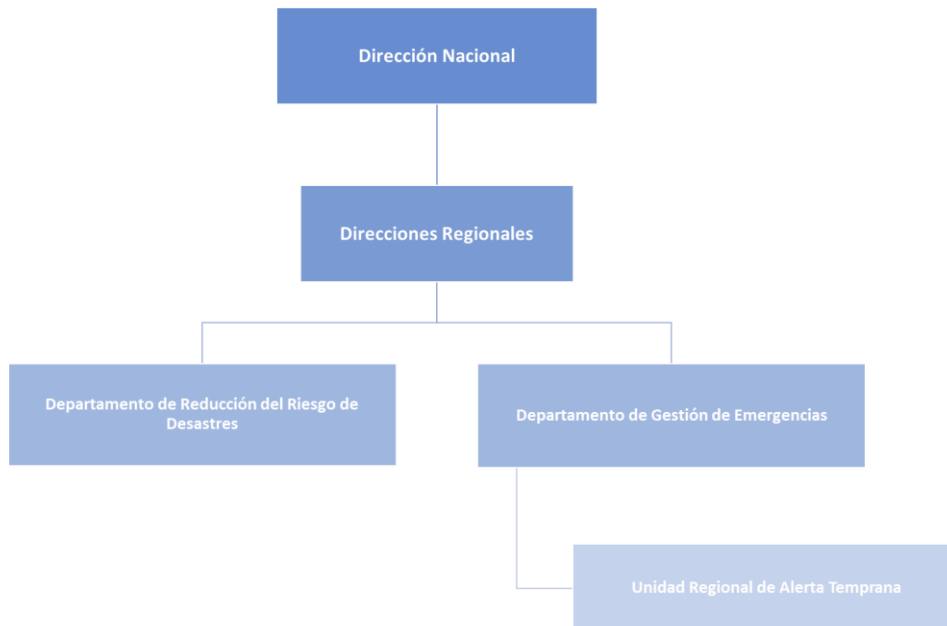 Dirección Nacional
Direcciones Regionales
Departamento de Reducción del Riesgo de
Desastres
Departamento de Gestión de Emergencias
Unidad Regional de Alerta Temprana